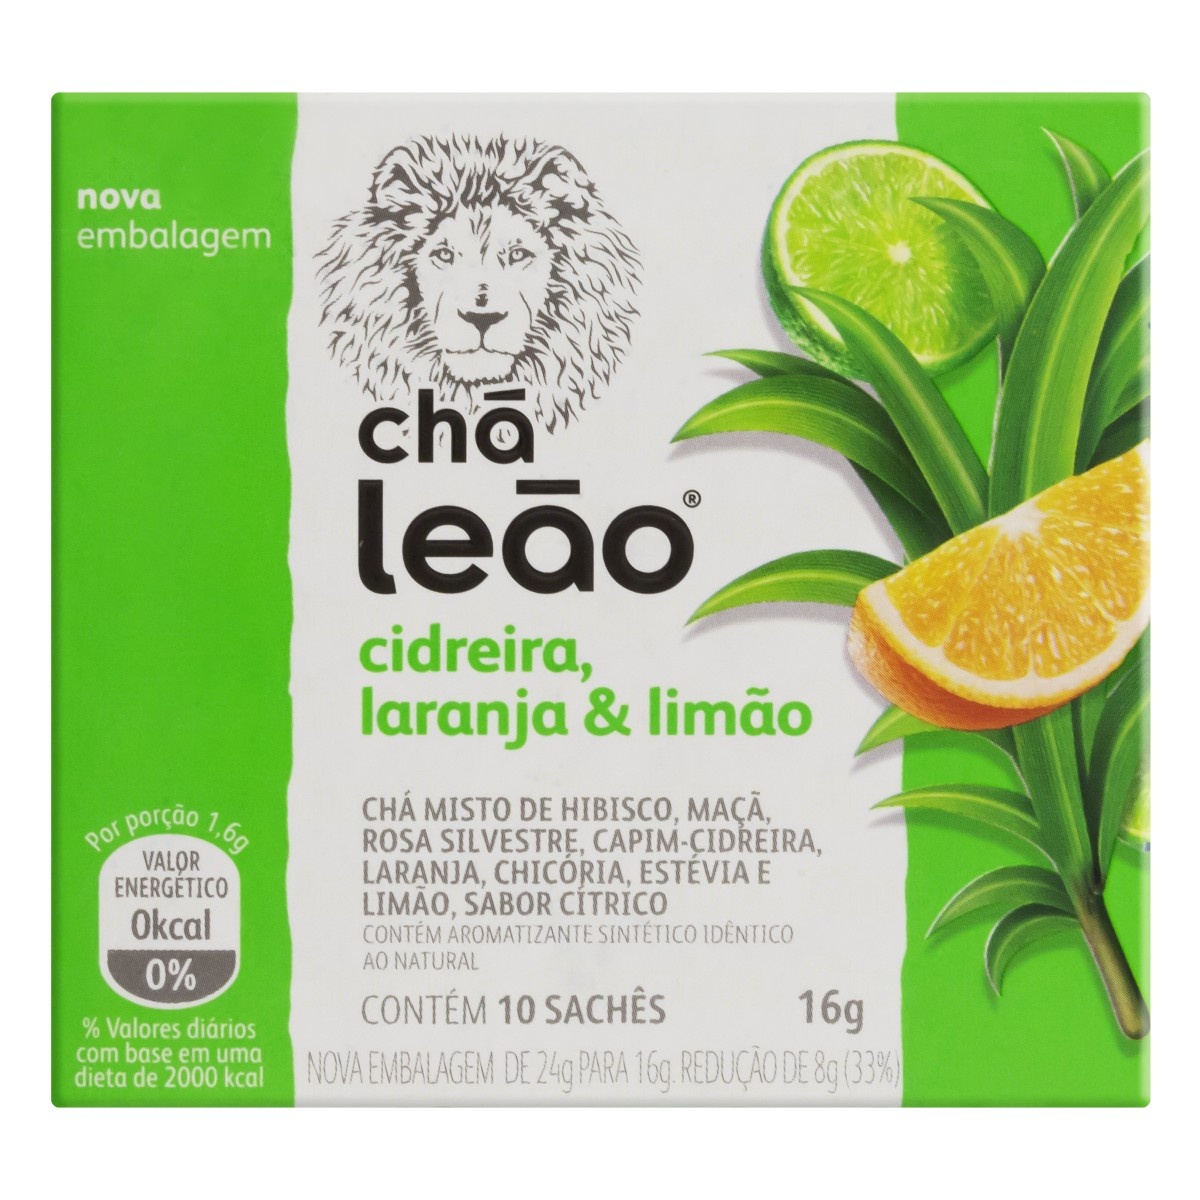 nova
embalagem
chá
leão®
cidreira,
laranja & limão
CHÁ MISTO DE HIBISCO, MAÇÃ,
ROSA SILVESTRE, CAPIM-CIDREIRA,
LARANJA, CHICÓRIA, ESTÉVIA E
LIMÃO, SABOR CÍTRICO
CONTÉM AROMATIZANTE SINTÉTICO IDÊNTICO
AO NATURAL
CONTÉM 10 SACHÊS 16g
NOVA EMBALAGEM DE 24g PARA 16g. REDUÇÃO DE 8g (33%)
Por porção 1,6g
VALOR
ENERGÉTICO
0kcal
0%
% Valores diários
com base em uma
dieta de 2000 kcal